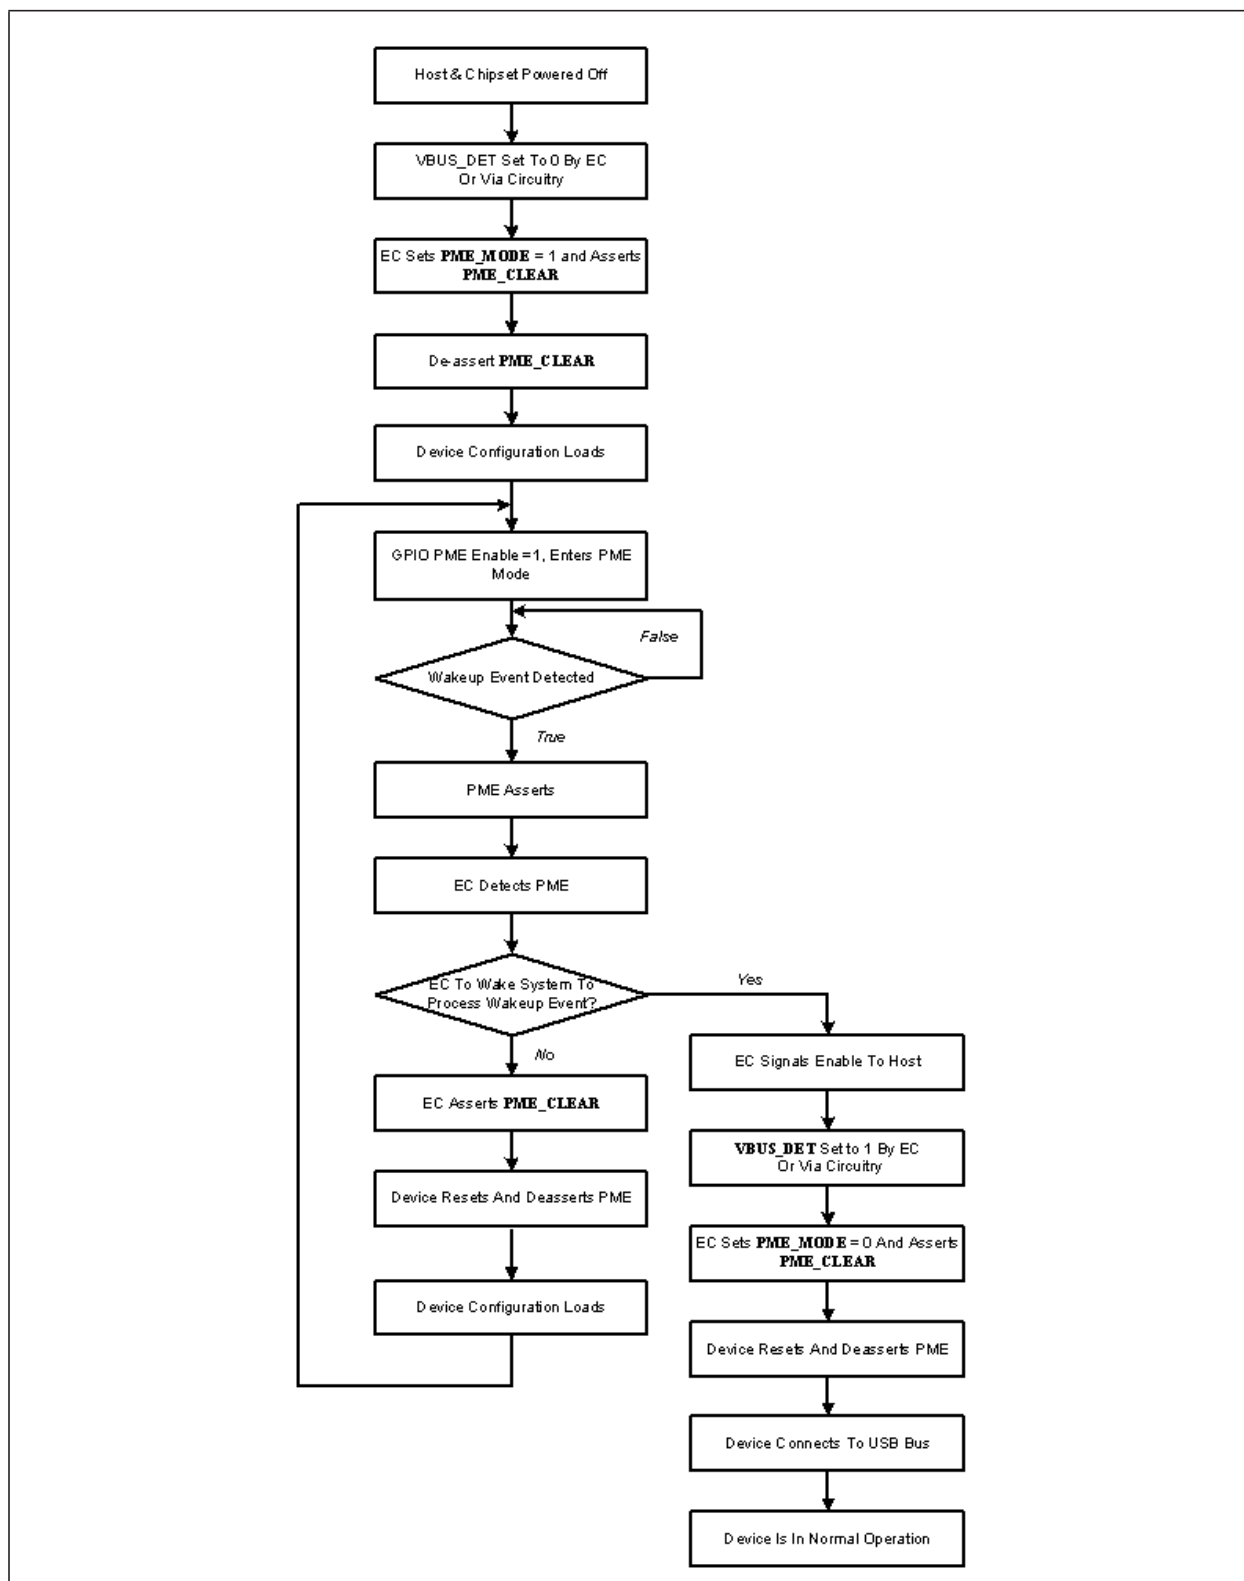 Host & Chipset Powered Off
VBUS_DET Set To 0 By EC
Or Via Circuitry
EC Sets PME_MODE = 1 and Asserts
PME_CLEAR
De-assert PME_CLEAR
Device Configuration Loads
GPIO PME Enable =1, Enters PME
Mode
False
Wakeup Event Detected
True
PME Asserts
EC Detects PME
EC To Wake System To
Process Wakeup Event?
Yes
No
EC Signals Enable To Host
EC Asserts PME_CLEAR
VBUS_DET Set to 1 By EC
Or Via Circuitry
Device Resets And Deasserts PME
EC Sets PME_MODE = 0 And Asserts
PME_CLEAR
Device Configuration Loads
Device Resets And Deasserts PME
Device Connects To USB Bus
Device Is In Normal Operation